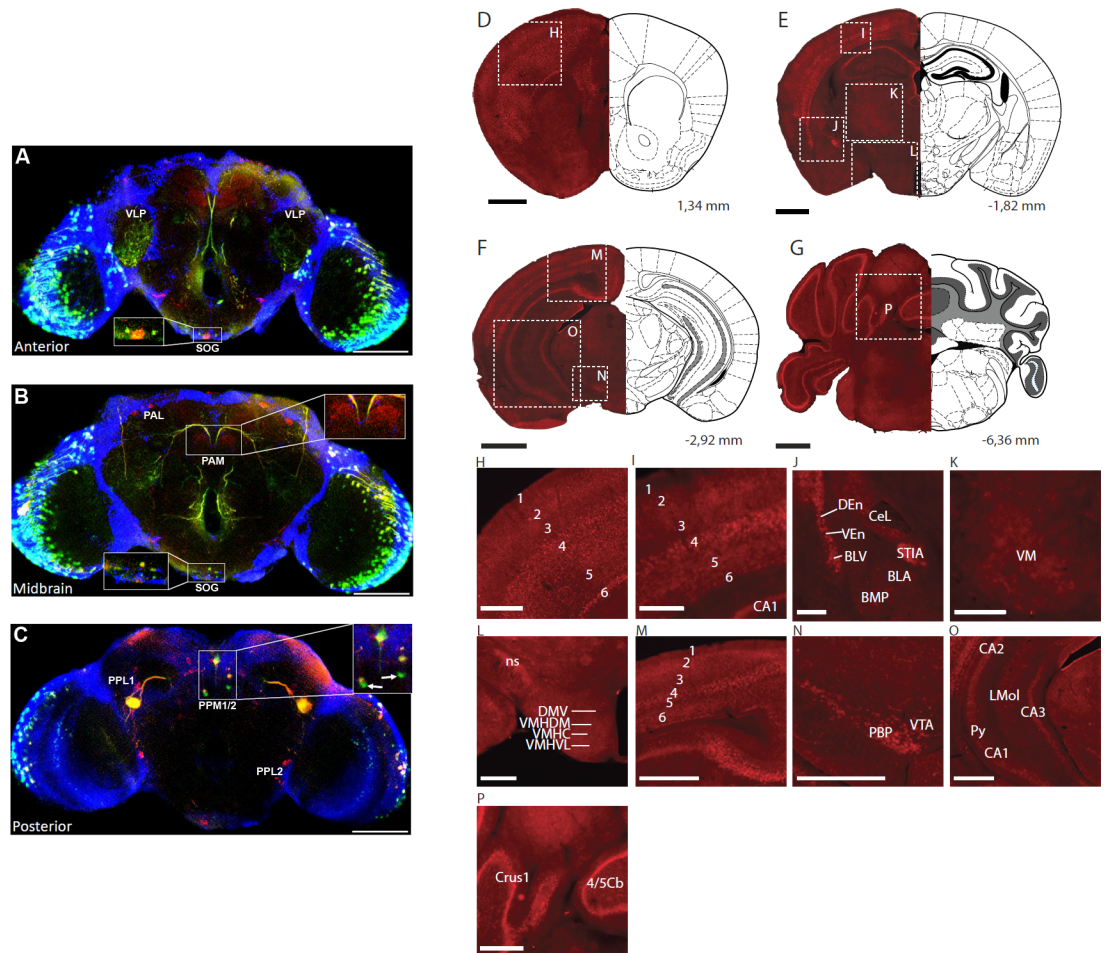 A
VLP
VLP
SOG
Anterior
B
PAL
PAM
SOG
Midbrain
C
PPL1
PPM1/2
PPL2
Posterior
D
H
1,34 mm
E
I
K
J
L
-1,82 mm
F
M
O
N
-2,92 mm
G
P
-6,36 mm
H
1
2
3
4
5
6
I
1
2
3
4
5
6
CA1
J
DEn
CeL
VEn
STIA
BLV
BLA
BMP
K
VM
L
ns
DMV
VMHDM
VMHC
VMHVL
M
1
2
3
4
5
6
N
PBP
VTA
O
CA2
LMol
CA3
Py
CA1
P
Crus1
4/5Cb